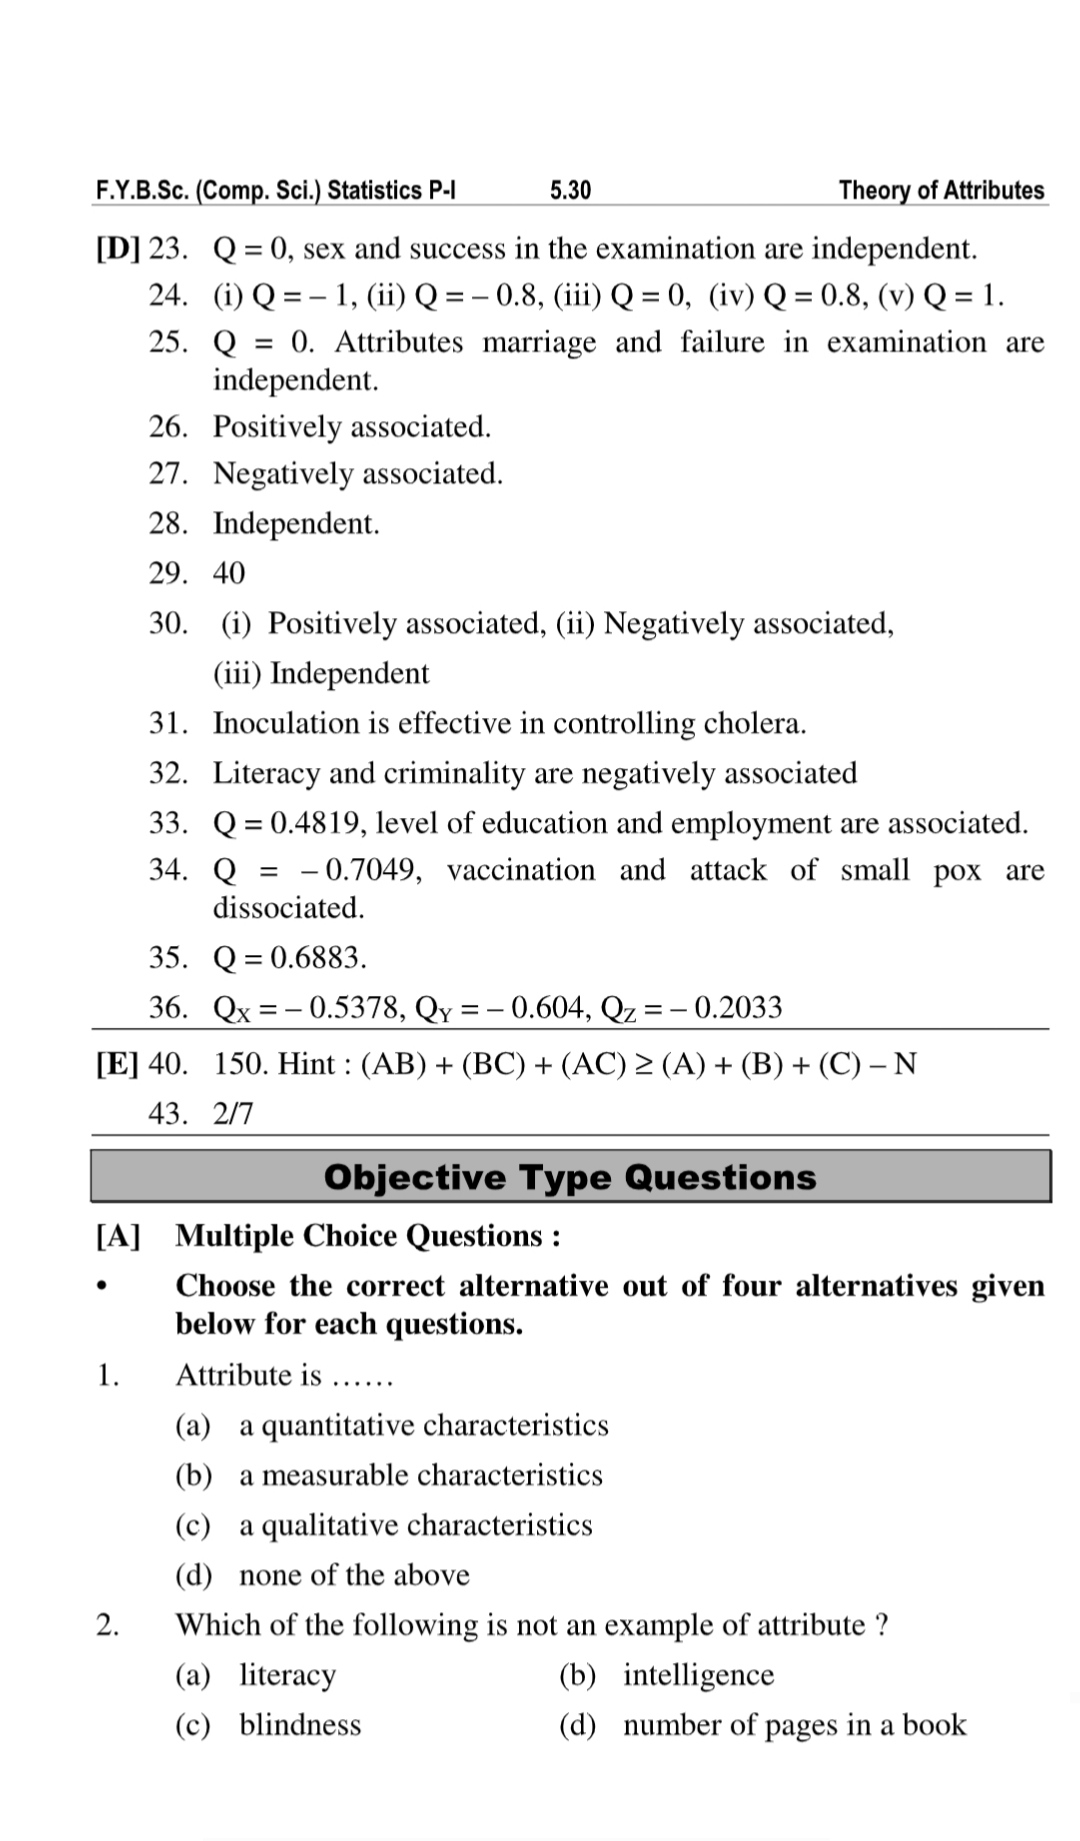 F.Y.B.Sc. (Comp. Sci.) Statistics P-I 5.30 Theory of Attributes
[D] 23. Q = 0, sex and success in the examination are independent.
24. (i) Q = – 1, (ii) Q = – 0.8, (iii) Q = 0, (iv) Q = 0.8, (v) Q = 1.
25. Q = 0. Attributes marriage and failure in examination are
independent.
26. Positively associated.
27. Negatively associated.
28. Independent.
29. 40
30. (i) Positively associated, (ii) Negatively associated,
(iii) Independent
31. Inoculation is effective in controlling cholera.
32. Literacy and criminality are negatively associated
33. Q = 0.4819, level of education and employment are associated.
34. Q = – 0.7049, vaccination and attack of small pox are
dissociated.
35. Q = 0.6883.
36. QX = – 0.5378, QY = – 0.604, QZ = – 0.2033
[E] 40. 150. Hint : (AB) + (BC) + (AC) ≥ (A) + (B) + (C) – N
43. 2/7
Objective Type Questions
[A] Multiple Choice Questions :
• Choose the correct alternative out of four alternatives given
below for each questions.
1. Attribute is ……
(a) a quantitative characteristics
(b) a measurable characteristics
(c) a qualitative characteristics
(d) none of the above
2. Which of the following is not an example of attribute ?
(a) literacy (b) intelligence
(c) blindness (d) number of pages in a book